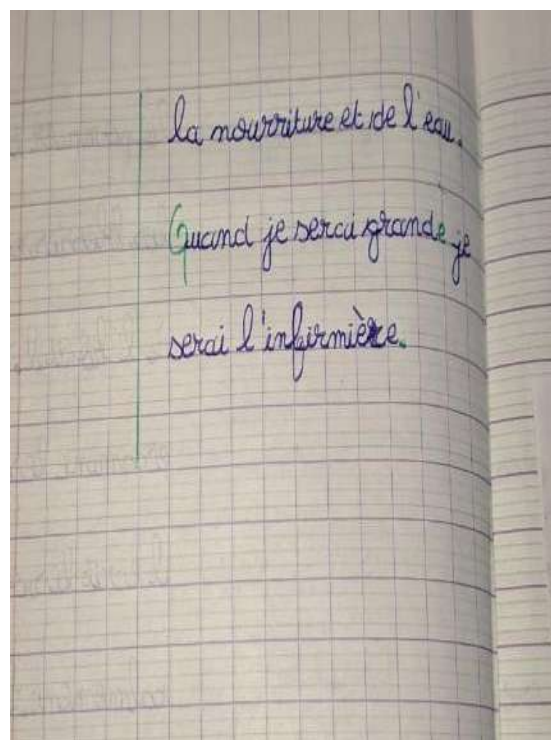 la nourriture et de l'eau.
Quand je serai grande je
serai l'infirmière.